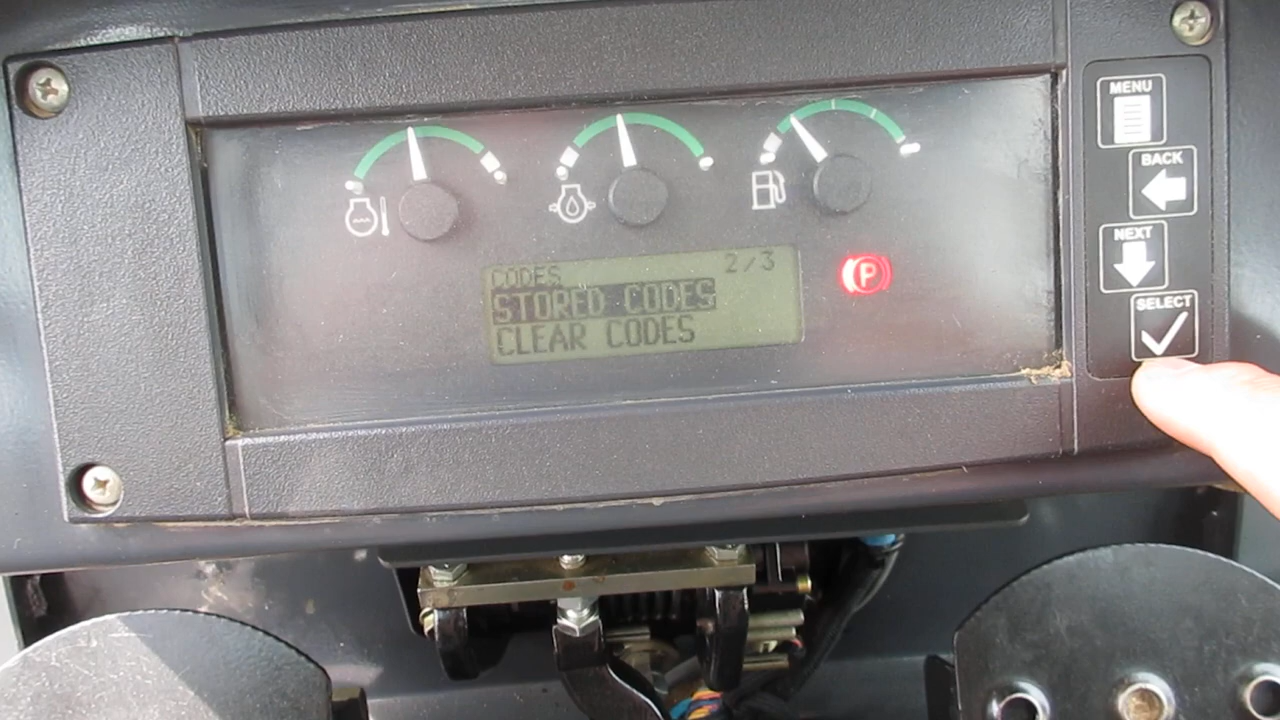 CODES 2/3
STORED CODES
CLEAR CODES
P
MENU
BACK
NEXT
SELECT